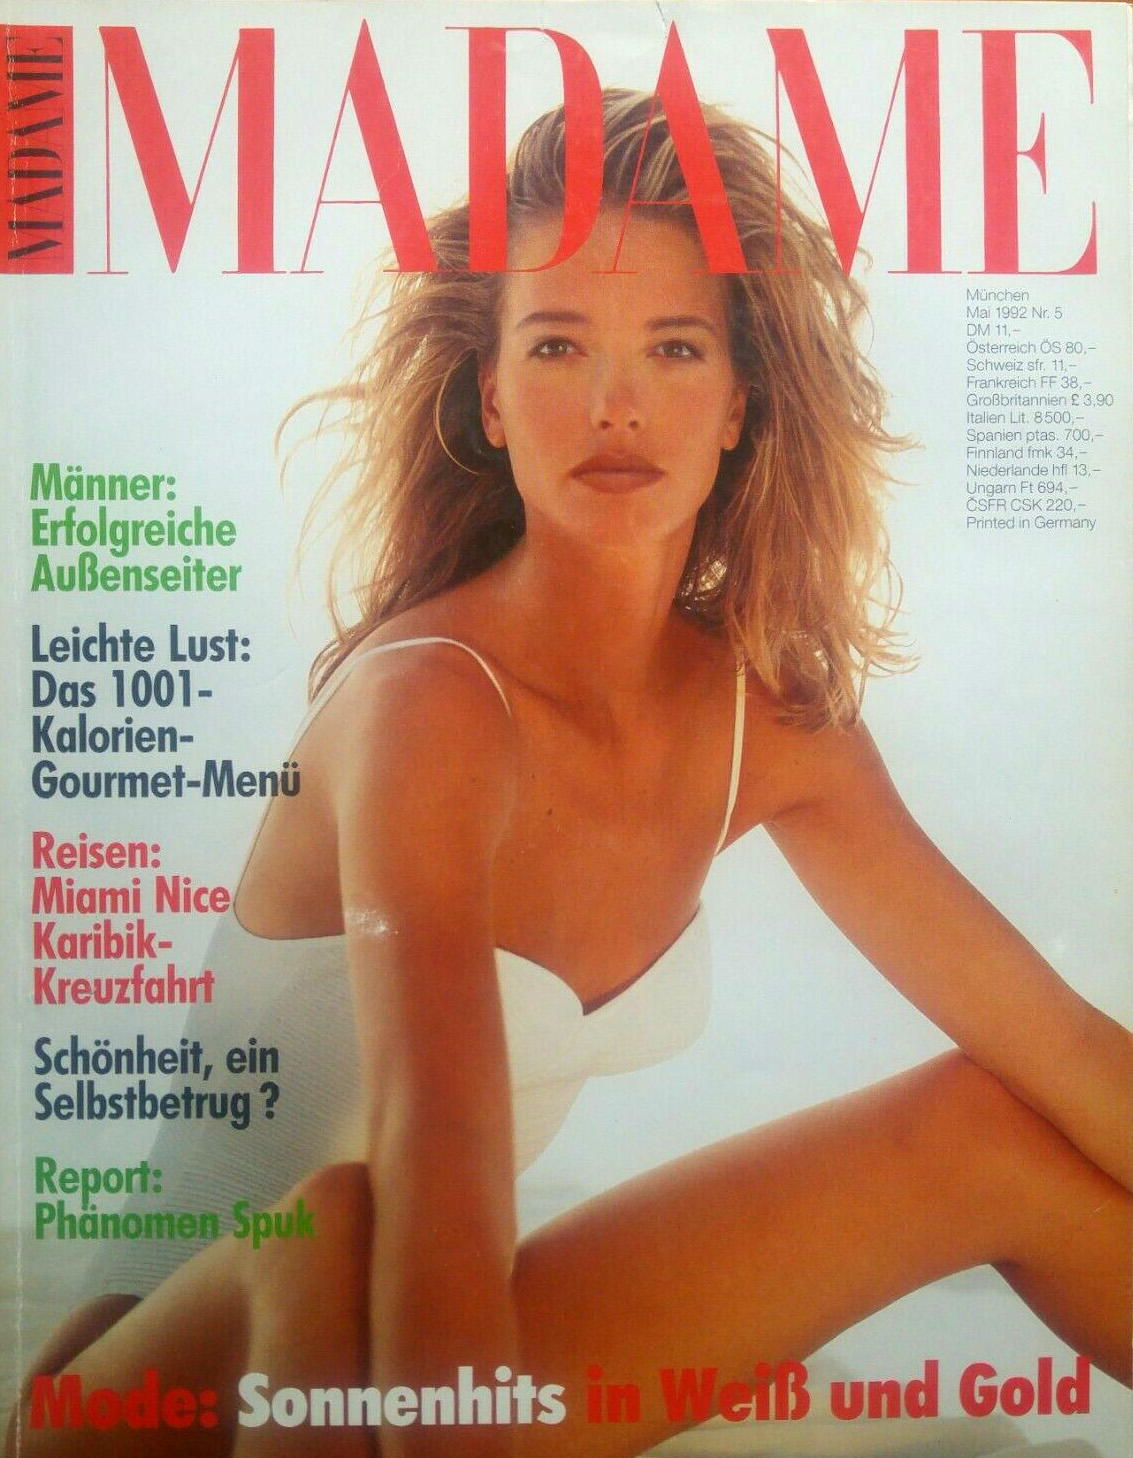 MADAME
MADAME
München
Mai 1992 Nr. 5
DM 11,–
Österreich ÖS 80,–
Schweiz sfr. 11,–
Frankreich FF 38,–
Großbritannien £ 3,90
Italien Lit. 8500,–
Spanien ptas. 700,–
Finnland fmk 34,–
Niederlande hfl 13,–
Ungarn Ft 694,–
ČSFR CSK 220,–
Printed in Germany
Männer:
Erfolgreiche
Außenseiter
Leichte Lust:
Das 1001-
Kalorien-
Gourmet-Menü
Reisen:
Miami Nice
Karibik-
Kreuzfahrt
Schönheit, ein
Selbstbetrug ?
Report:
Phänomen Spuk
Mode: Sonnenhits in Weiß und Gold